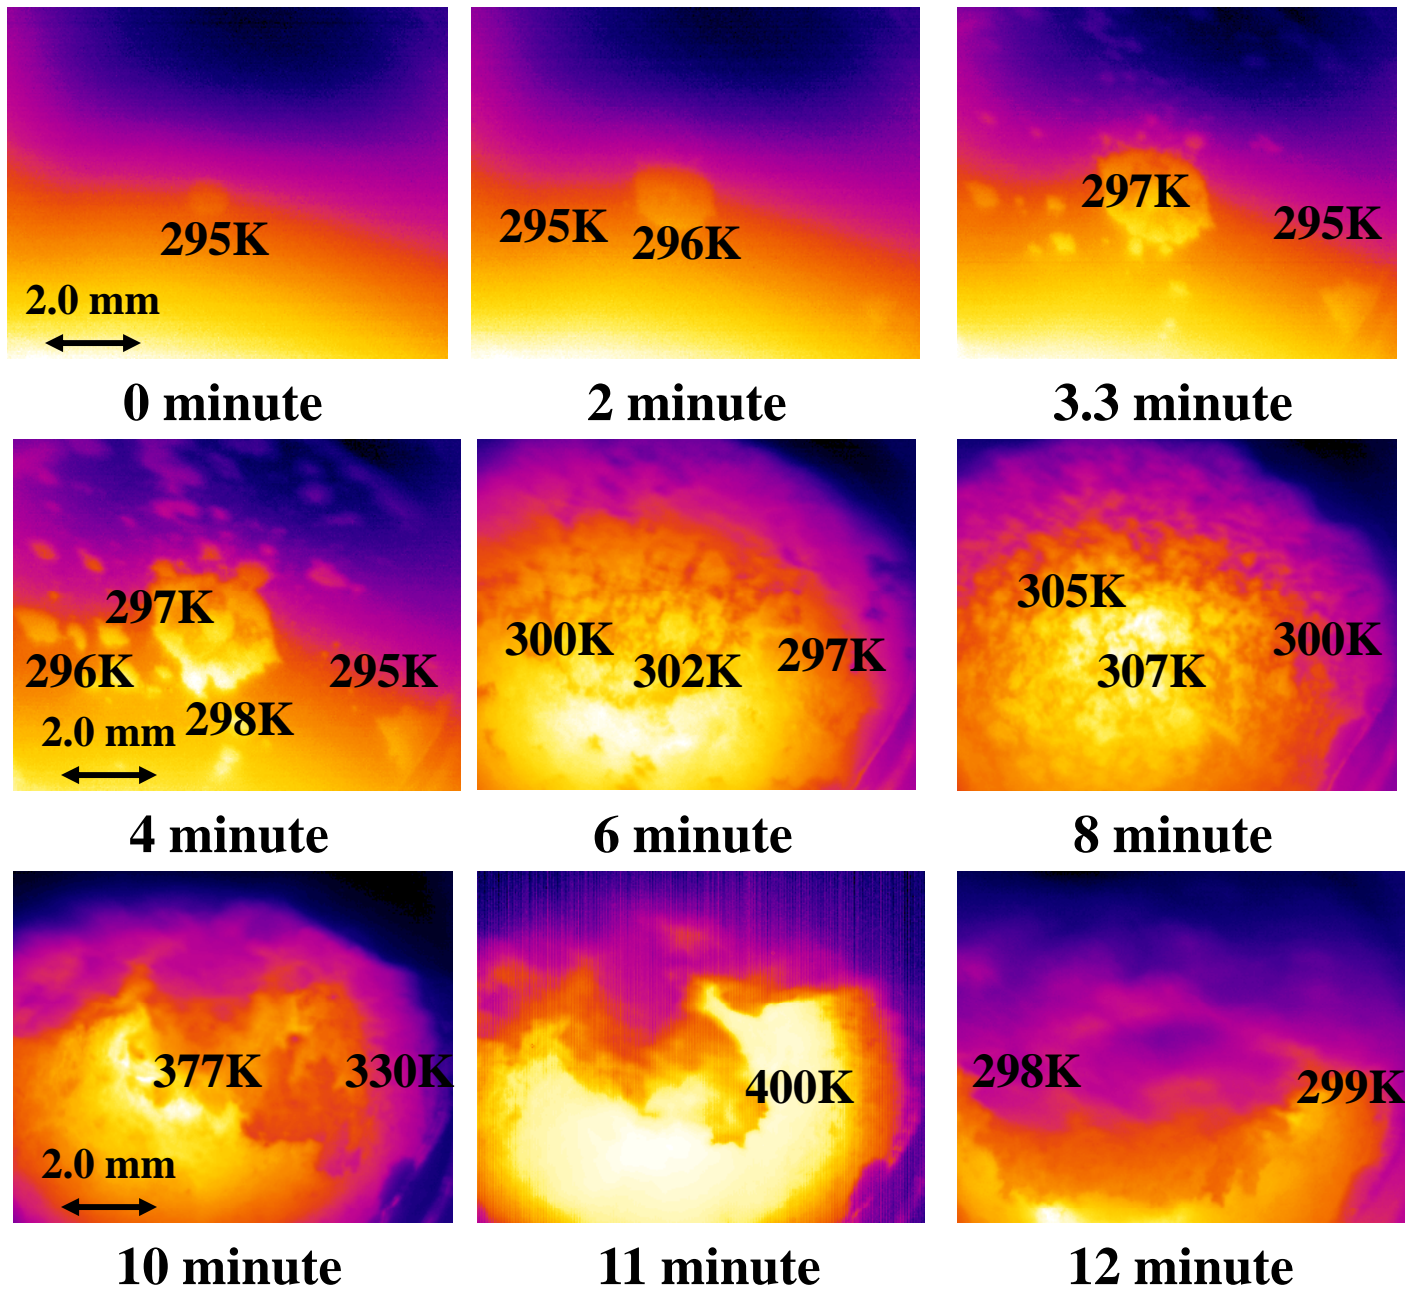 295K
2.0 mm
0 minute
295K
296K
2 minute
297K
295K
3.3 minute
297K
296K
295K
298K
2.0 mm
4 minute
300K
302K
297K
6 minute
305K
300K
307K
8 minute
377K
330K
2.0 mm
10 minute
400K
11 minute
298K
299K
12 minute